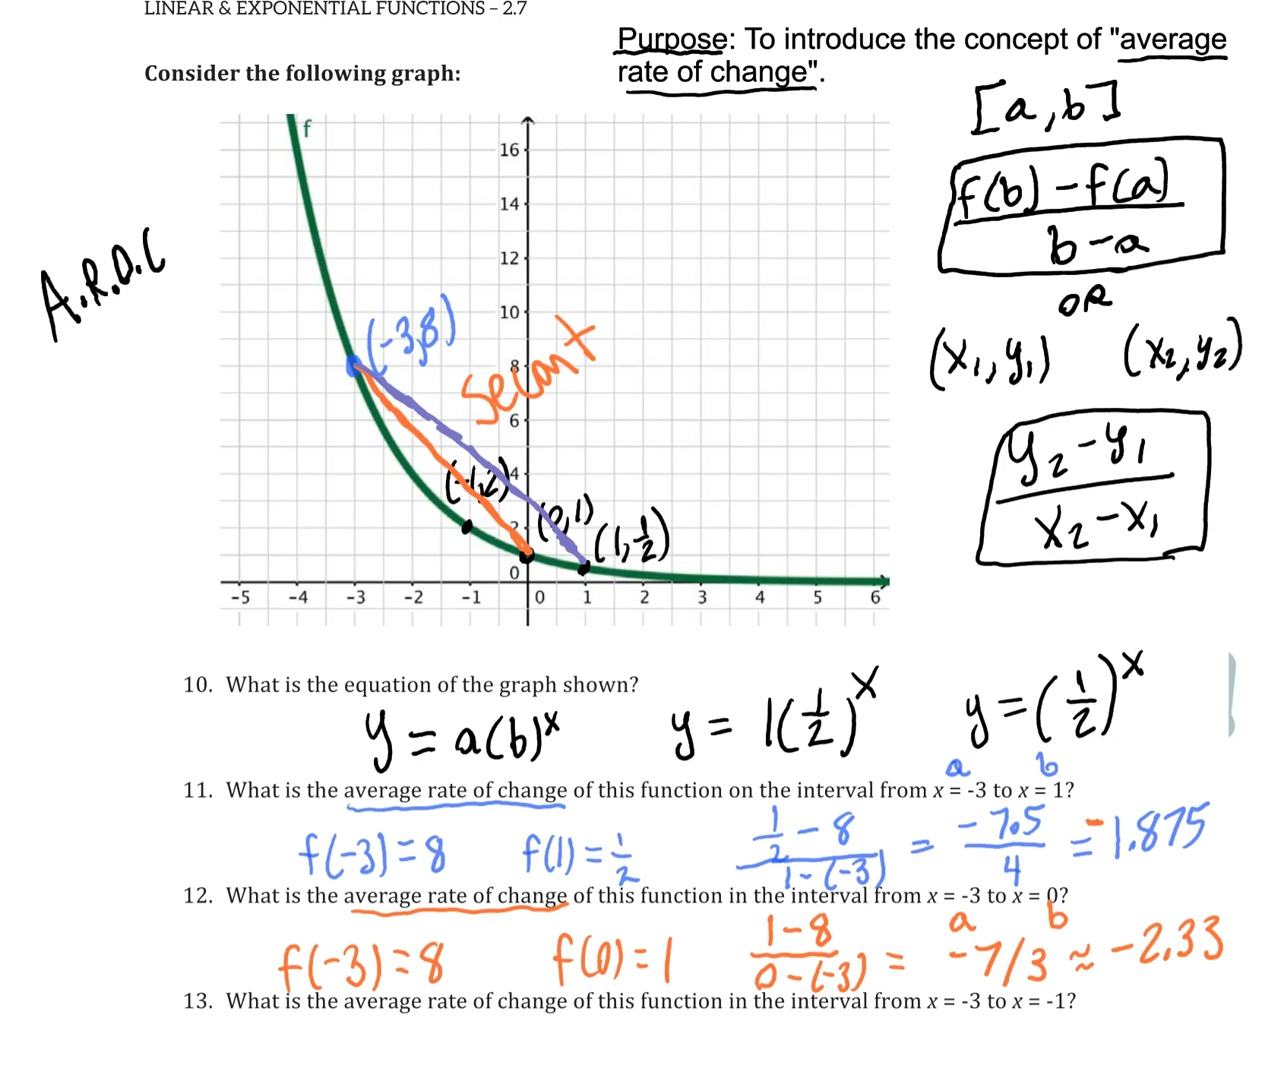 LINEAR & EXPONENTIAL FUNCTIONS – 2.7
Purpose: To introduce the concept of "average
rate of change".
Consider the following graph:
[a,b]
f(b)-f(a)
b-a
OR
(x₁,y₁) (x₂,y₂)
y₂-y₁
x₂-x₁
A.R.O.C
f
16
14
12
10
8
6
4
2
0
-5 -4 -3 -2 -1 0 1 2 3 4 5 6
(-3,8)
Secant
(-1,2)
(0,1)
(1,1/2)
10. What is the equation of the graph shown?
y = a(b)ˣ y = 1(1/2)ˣ y = (1/2)ˣ
a b
11. What is the average rate of change of this function on the interval from x = -3 to x = 1?
f(-3)=8 f(1)=1/2 1/2 - 8 / 1-(-3) = -7.5 / 4 = -1.875
12. What is the average rate of change of this function in the interval from x = -3 to x = 0?
a b
f(-3)=8 f(0)=1 1-8 / 0-(-3) = -7/3 ≈ -2.33
13. What is the average rate of change of this function in the interval from x = -3 to x = -1?